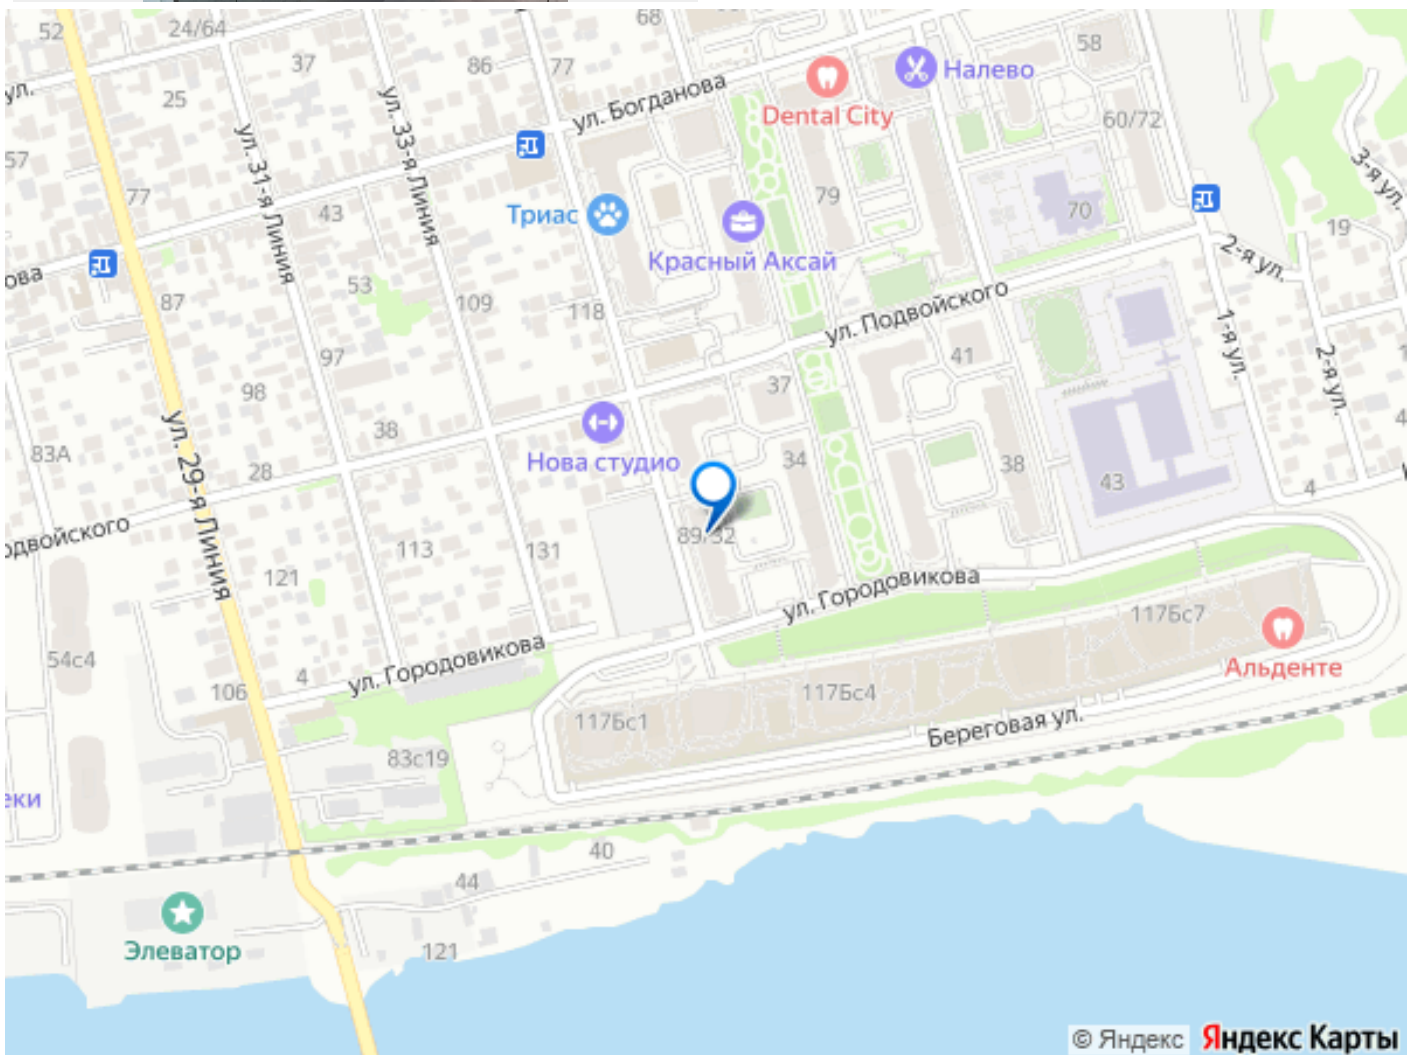 52
24/64
68
58
37
86
77
ул.
25
ул. 33-я Линия
ул. Богданова
Dental City
Налево
60/72
57
ул. 31-я Линия
3-я ул.
77
43
Триас
79
70
19
ова
Красный Аксай
2-я ул.
53
87
109
118
ул. Подвойского
1-я ул.
97
41
2-я ул.
98
37
38
83А
ул. 29-я Линия
28
Нова студио
34
38
43
4
одвойского
113
131
89/32
121
ул. Городовикова
117Бс7
54с4
ул. Городовикова
Альденте
106
4
117Бс4
117Бс1
Береговая ул.
83с19
еки
40
44
Элеватор
121
© Яндекс Яндекс Карты